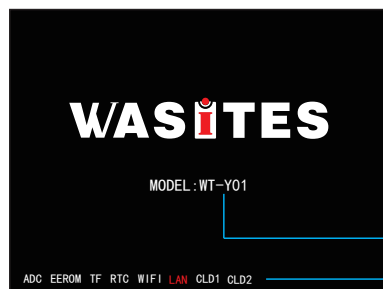 WASiTES
MODEL:WT-Y01
ADC EEROM TF RTC WIFI LAN CLD1 CLD2